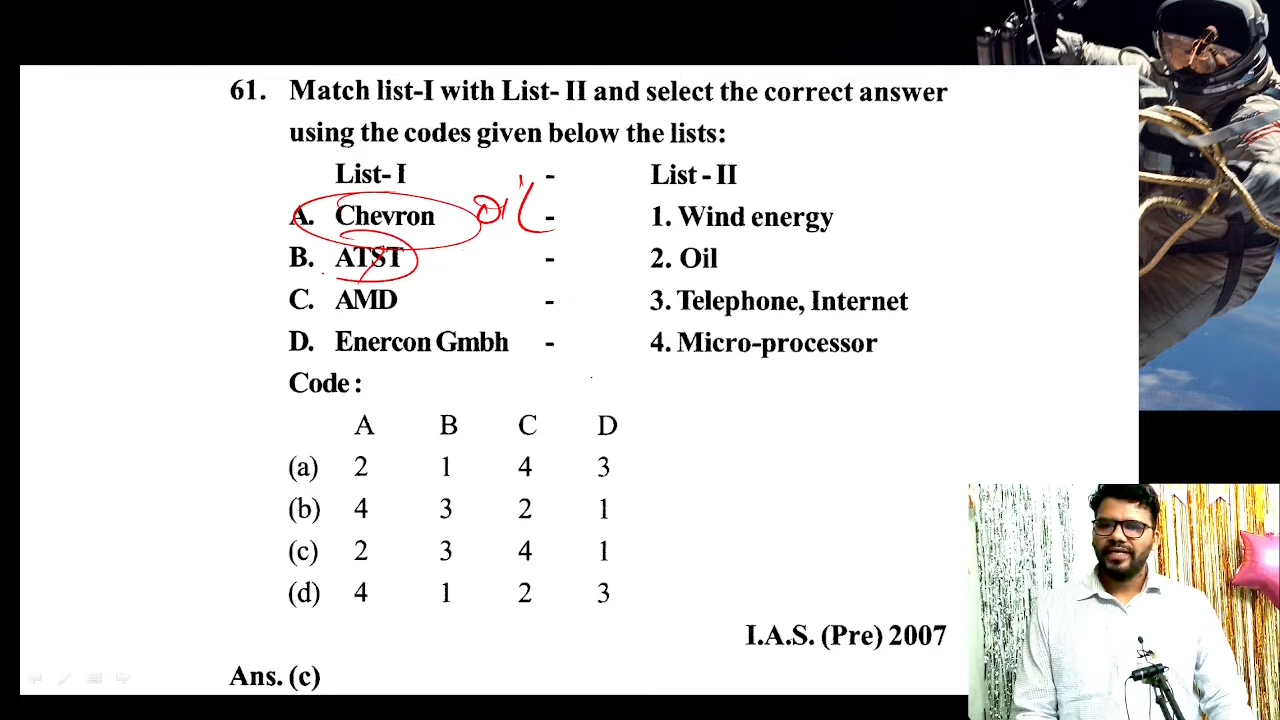 61. Match list-I with List- II and select the correct answer
using the codes given below the lists:
List- I - List - II
A. Chevron oil - 1. Wind energy
B. ATST - 2. Oil
C. AMD - 3. Telephone, Internet
D. Enercon Gmbh - 4. Micro-processor
Code :
A B C D
(a) 2 1 4 3
(b) 4 3 2 1
(c) 2 3 4 1
(d) 4 1 2 3
I.A.S. (Pre) 2007
Ans. (c)